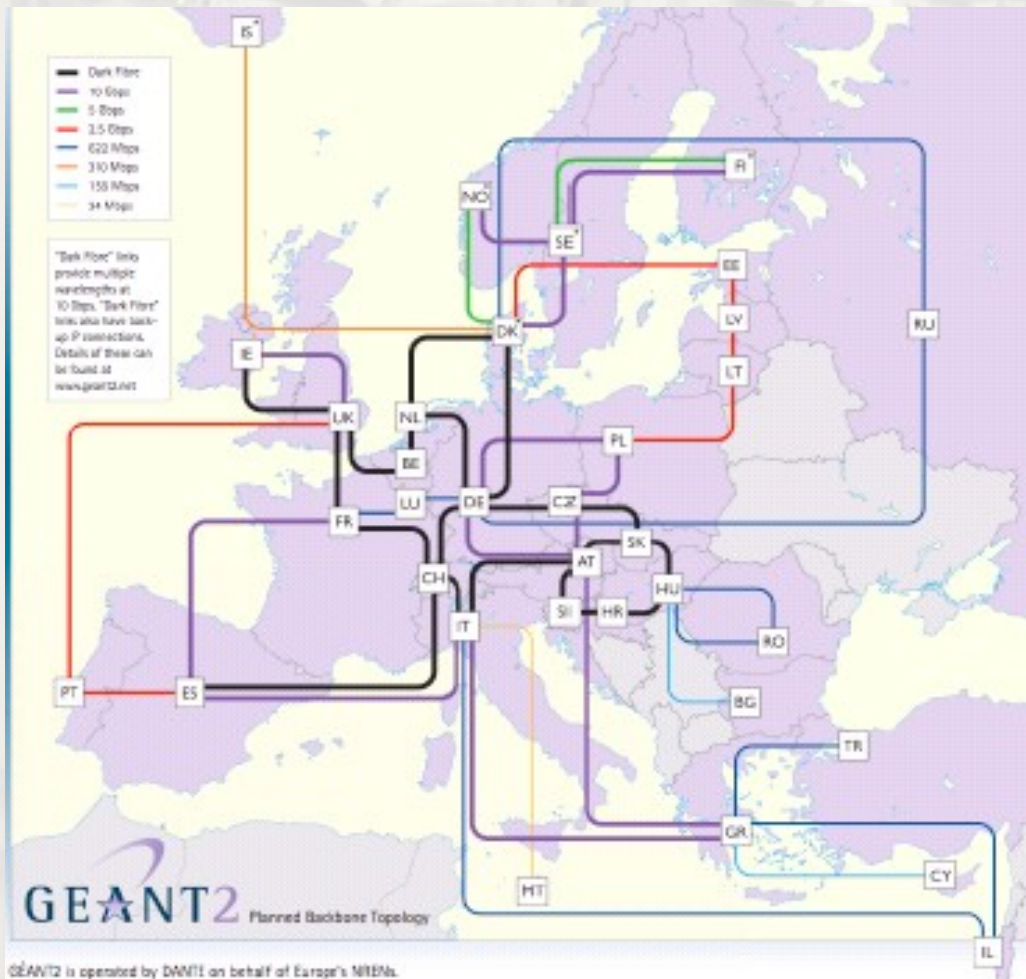 IS*
Dark Fibre
10 Gbps
5 Gbps
2.5 Gbps
622 Mbps
310 Mbps
155 Mbps
34 Mbps
"Dark Fibre" links
provide multiple
wavelengths at
10 Gbps. "Dark Fibre"
links also have back-
up IP connections.
Details of these can
be found at
www.geant2.net
NO*
FI*
SE*
EE
DK*
LV
RU
IE
LT
UK
NL
PL
BE
LU
DE
CZ
FR
SK
AT
CH
HU
SI
HR
IT
RO
PT
ES
BG
TR
GR
CY
MT
IL
GEANT2 Planned Backbone Topology
GÉANT2 is operated by DANTE on behalf of Europe's NRENs.